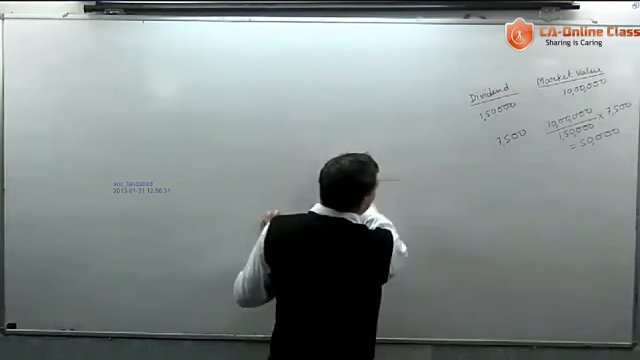 CA-Online Class
Sharing is Caring
Dividend Market Value
1,50,000 10,00,000
7,500 10,00,000 / 1,50,000 × 7,500
= 50,000
acc_faridabad
2013-01-31 12:56:31